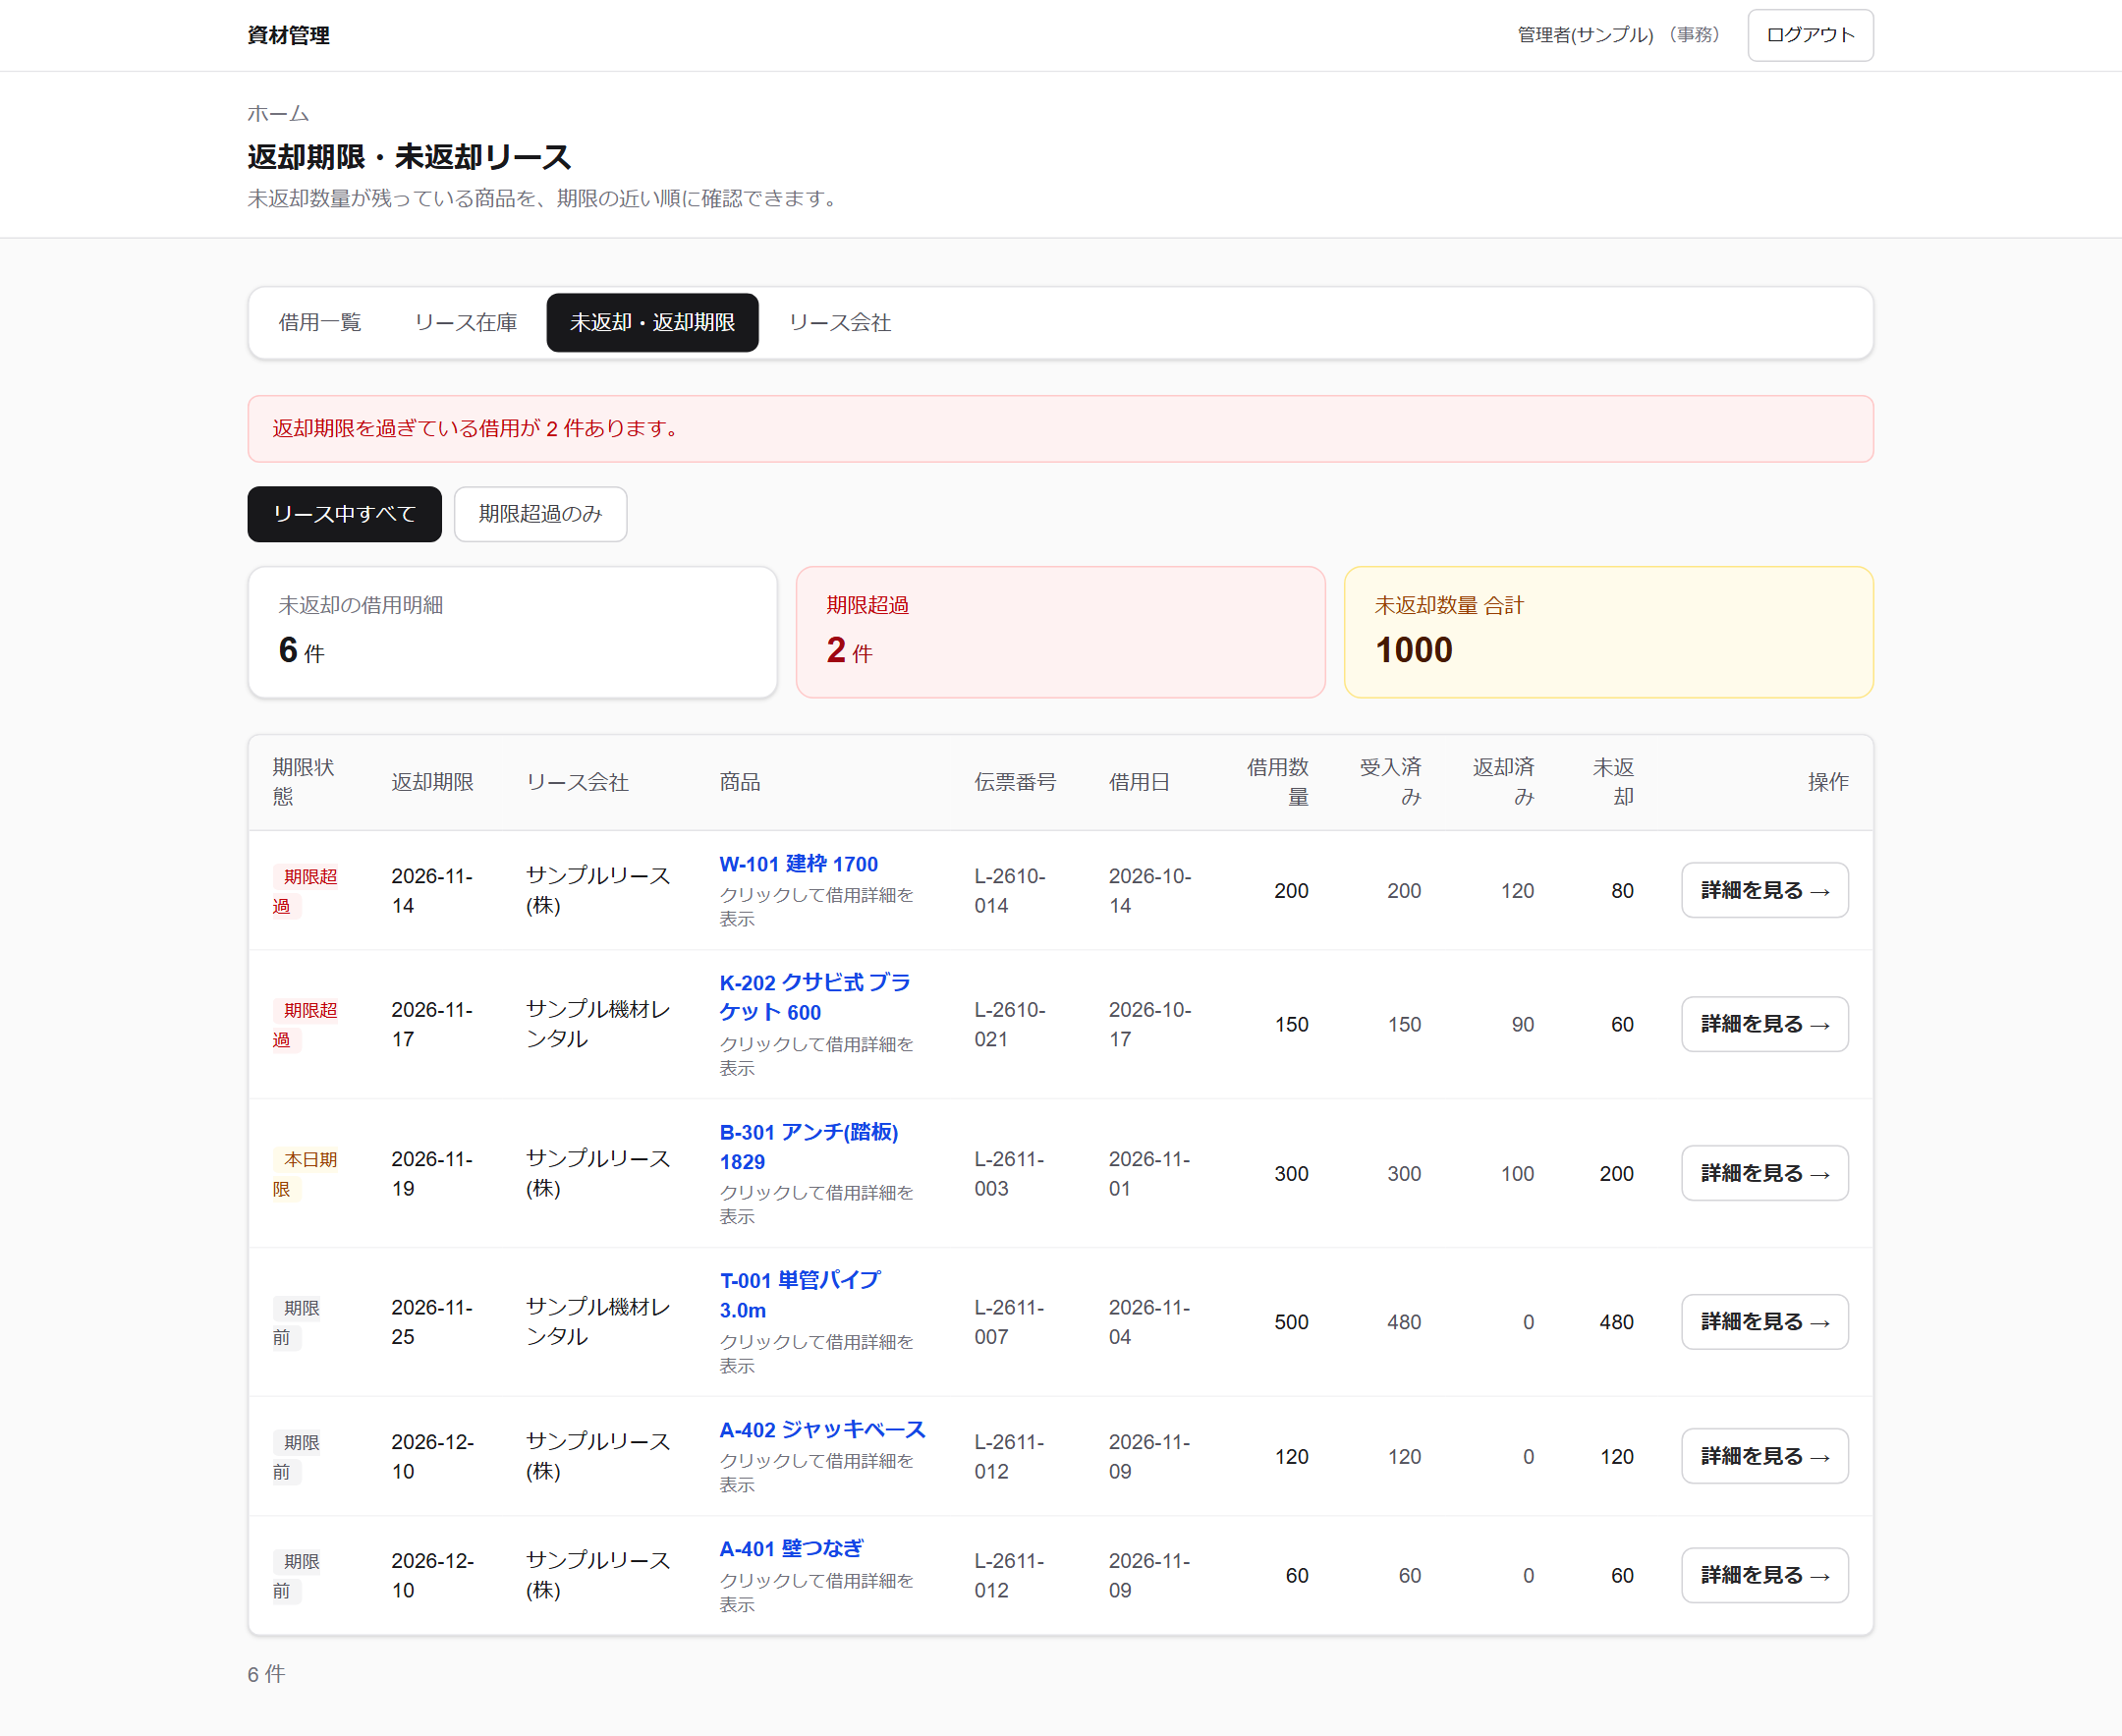 資材管理
管理者(サンプル) （事務）
ログアウト
ホーム
返却期限・未返却リース
未返却数量が残っている商品を、期限の近い順に確認できます。
借用一覧 リース在庫 未返却・返却期限 リース会社
返却期限を過ぎている借用が 2 件あります。
リース中すべて 期限超過のみ
未返却の借用明細
6 件
期限超過
2 件
未返却数量 合計
1000
期限状
態
返却期限
リース会社
商品
伝票番号
借用日
借用数
量
受入済
み
返却済
み
未返
却
操作
期限超
過
2026-11-
14
サンプルリース
(株)
W-101 建枠 1700
クリックして借用詳細を
表示
L-2610-
014
2026-10-
14
200
200
120
80
詳細を見る →
期限超
過
2026-11-
17
サンプル機材レ
ンタル
K-202 クサビ式 ブラ
ケット 600
クリックして借用詳細を
表示
L-2610-
021
2026-10-
17
150
150
90
60
詳細を見る →
本日期
限
2026-11-
19
サンプルリース
(株)
B-301 アンチ(踏板)
1829
クリックして借用詳細を
表示
L-2611-
003
2026-11-
01
300
300
100
200
詳細を見る →
期限
前
2026-11-
25
サンプル機材レ
ンタル
T-001 単管パイプ
3.0m
クリックして借用詳細を
表示
L-2611-
007
2026-11-
04
500
480
0
480
詳細を見る →
期限
前
2026-12-
10
サンプルリース
(株)
A-402 ジャッキベース
クリックして借用詳細を
表示
L-2611-
012
2026-11-
09
120
120
0
120
詳細を見る →
期限
前
2026-12-
10
サンプルリース
(株)
A-401 壁つなぎ
クリックして借用詳細を
表示
L-2611-
012
2026-11-
09
60
60
0
60
詳細を見る →
6 件